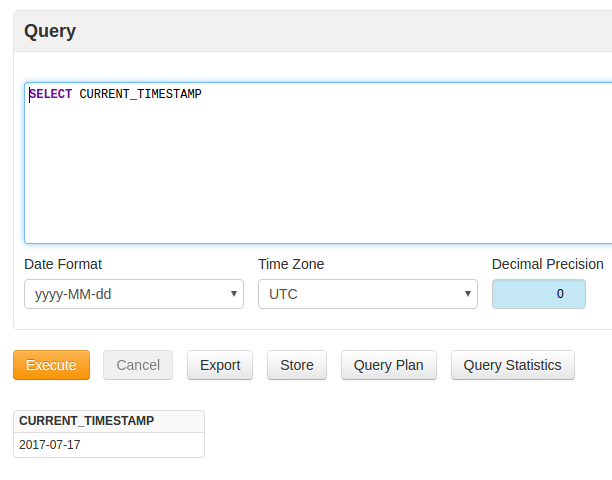 Query
SELECT CURRENT_TIMESTAMP
Date Format Time Zone Decimal Precision
yyyy-MM-dd UTC 0
Execute Cancel Export Store Query Plan Query Statistics
CURRENT_TIMESTAMP
2017-07-17